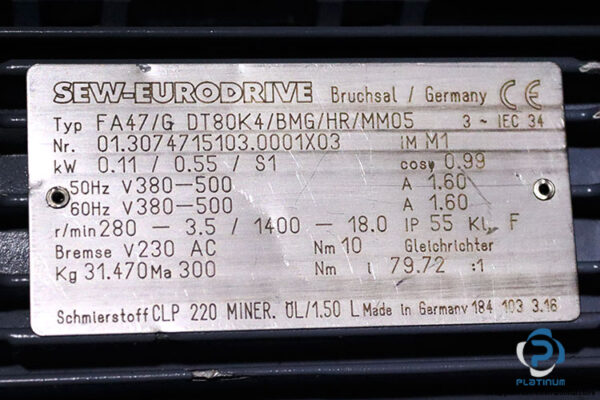 SEW-EURODRIVE Bruchsal / Germany CE
Typ FA47/G DT80K4/BMG/HR/MM05 3 ~ IEC 34
Nr. 01.3074715103.0001X03 IM M1
kW 0.11 / 0.55 / S1 cosφ 0.99
50Hz V380-500 A 1.60
60Hz V380-500 A 1.60
r/min 280 - 3.5 / 1400 - 18.0 IP 55 Kl. F
Bremse V230 AC Nm 10 Gleichrichter
Kg 31.470 Ma 300 Nm i 79.72 :1
Schmierstoff CLP 220 MINER. ÖL/1.50 L Made in Germany 184 103 3.16
PLATINUM